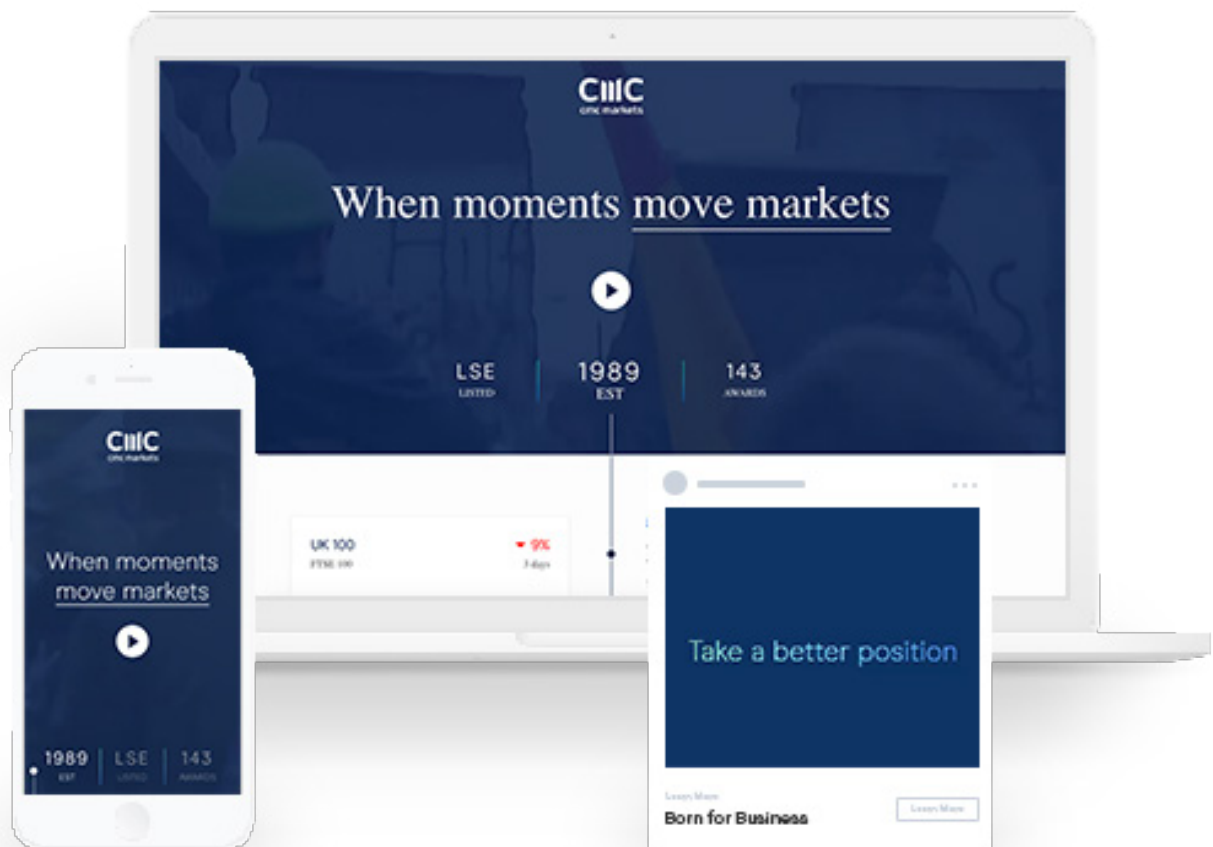 CMC
cmc markets
When moments move markets
LSE
LISTED
1989
EST
143
AWARDS
UK 100
FTSE 100
9%
3 days
CMC
cmc markets
When moments
move markets
1989
EST
LSE
LISTED
143
AWARDS
Take a better position
Learn More
Born for Business
Learn More